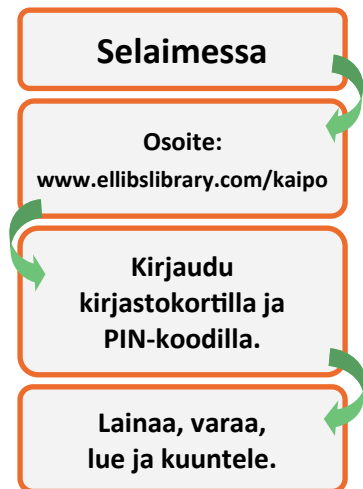 Selaimessa
Osoite:
www.ellibslibrary.com/kaipo
Kirjaudu
kirjastokortilla ja
PIN-koodilla.
Lainaa, varaa,
lue ja kuuntele.